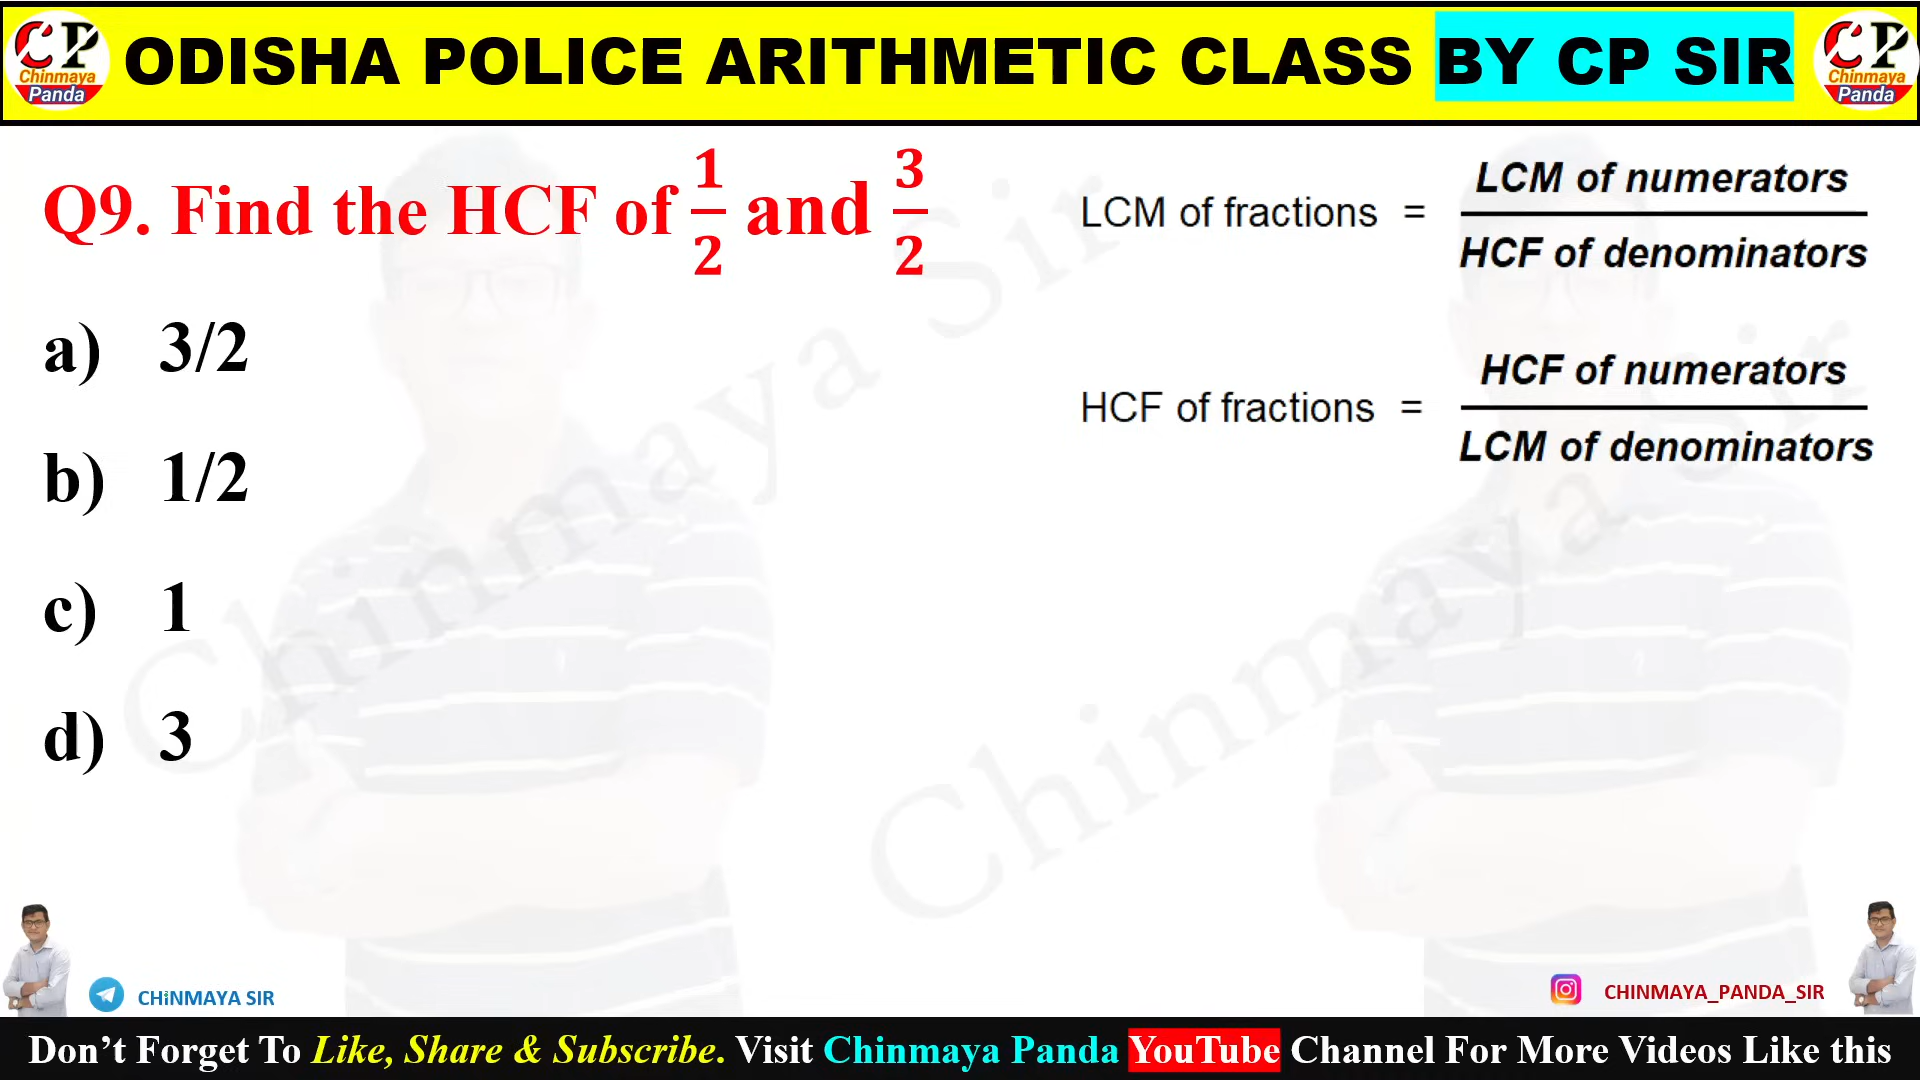 CP
Chinmaya
Panda
ODISHA POLICE ARITHMETIC CLASS BY CP SIR
CP
Chinmaya
Panda
Q9. Find the HCF of 1/2 and 3/2
a) 3/2
b) 1/2
c) 1
d) 3
LCM of fractions = LCM of numerators / HCF of denominators
HCF of fractions = HCF of numerators / LCM of denominators
Chinmaya Sir
Chinmaya Sir
CHiNMAYA SIR
CHINMAYA_PANDA_SIR
Don’t Forget To Like, Share & Subscribe. Visit Chinmaya Panda YouTube Channel For More Videos Like this